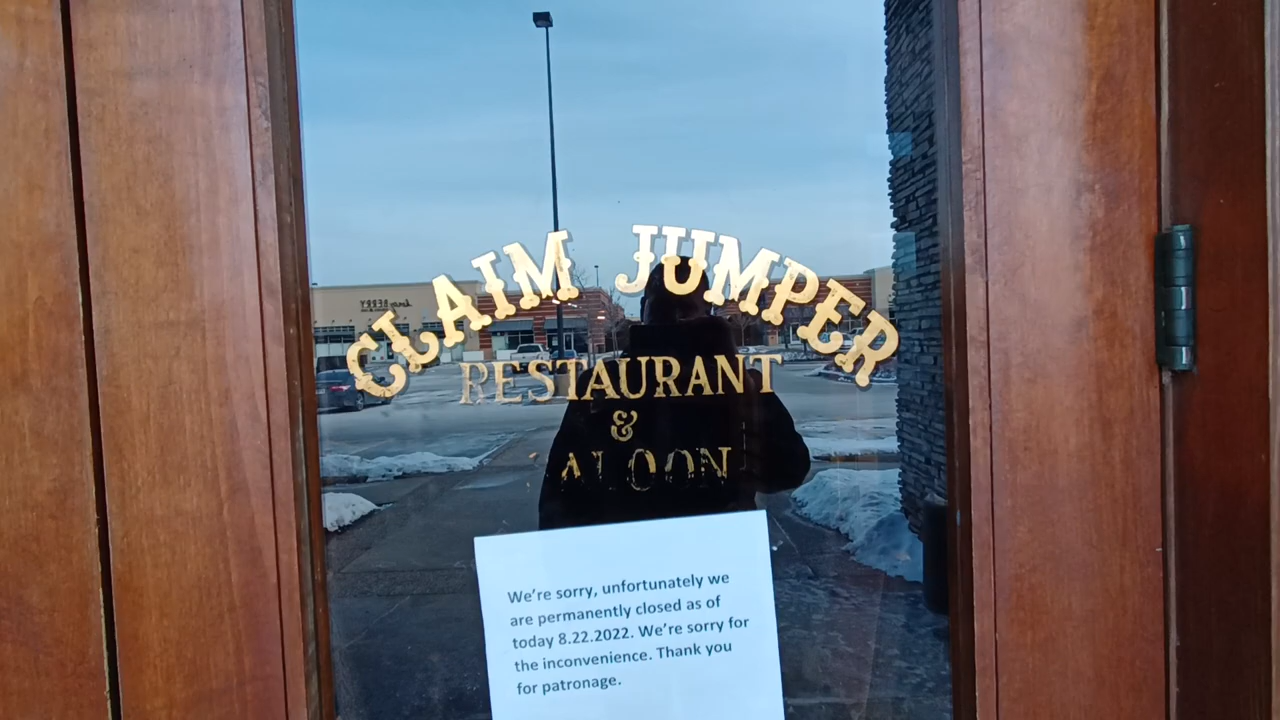 CLAIM JUMPER
RESTAURANT
&
ALOON
We're sorry, unfortunately we
are permanently closed as of
today 8.22.2022. We're sorry for
the inconvenience. Thank you
for patronage.